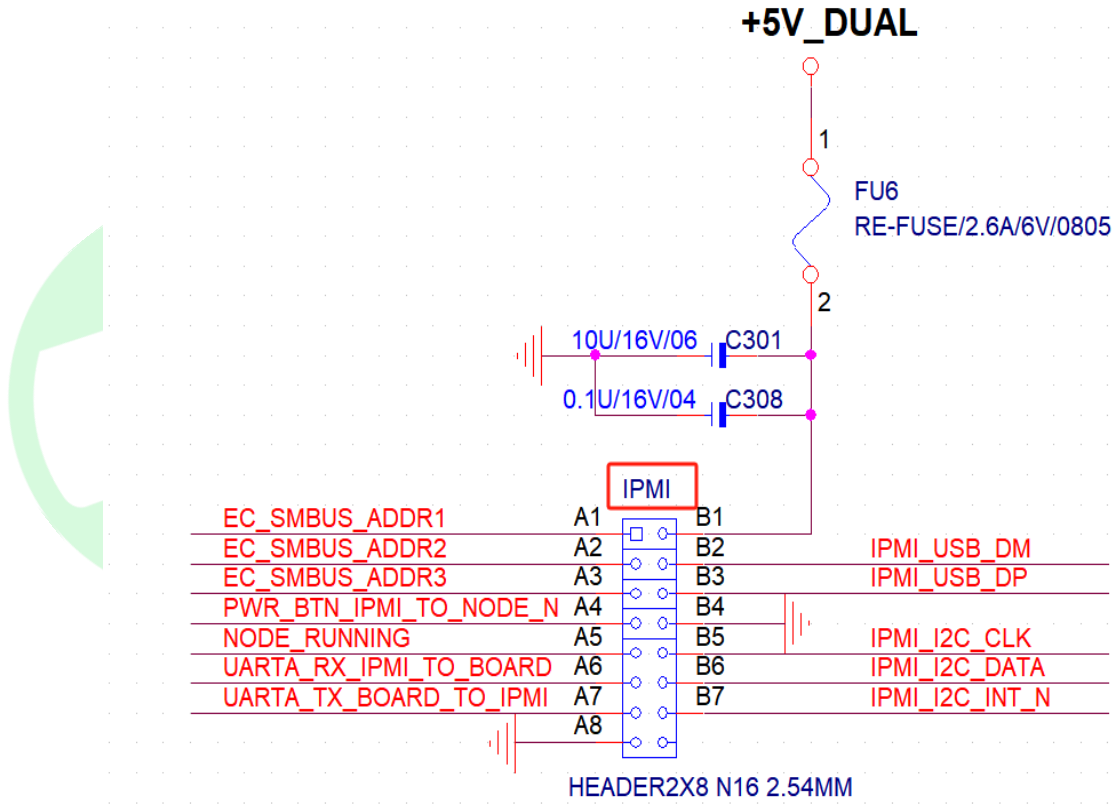 +5V_DUAL
1
FU6
RE-FUSE/2.6A/6V/0805
2
10U/16V/06 C301
0.1U/16V/04 C308
IPMI
EC_SMBUS_ADDR1 A1 B1
EC_SMBUS_ADDR2 A2 B2 IPMI_USB_DM
EC_SMBUS_ADDR3 A3 B3 IPMI_USB_DP
PWR_BTN_IPMI_TO_NODE_N A4 B4
NODE_RUNNING A5 B5 IPMI_I2C_CLK
UARTA_RX_IPMI_TO_BOARD A6 B6 IPMI_I2C_DATA
UARTA_TX_BOARD_TO_IPMI A7 B7 IPMI_I2C_INT_N
A8
HEADER2X8 N16 2.54MM